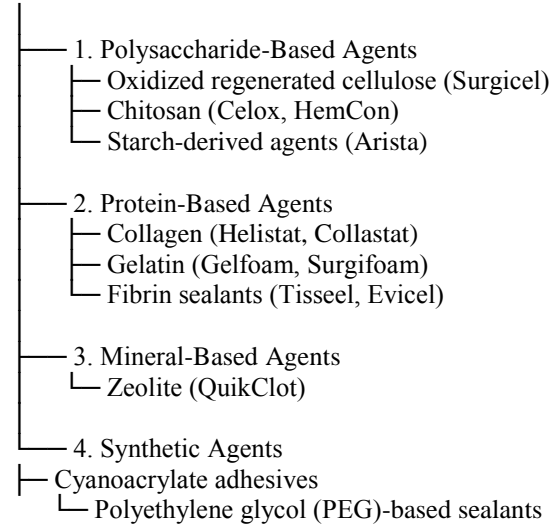 1. Polysaccharide-Based Agents
Oxidized regenerated cellulose (Surgicel)
Chitosan (Celox, HemCon)
Starch-derived agents (Arista)
2. Protein-Based Agents
Collagen (Helistat, Collastat)
Gelatin (Gelfoam, Surgifoam)
Fibrin sealants (Tisseel, Evicel)
3. Mineral-Based Agents
Zeolite (QuikClot)
4. Synthetic Agents
Cyanoacrylate adhesives
Polyethylene glycol (PEG)-based sealants